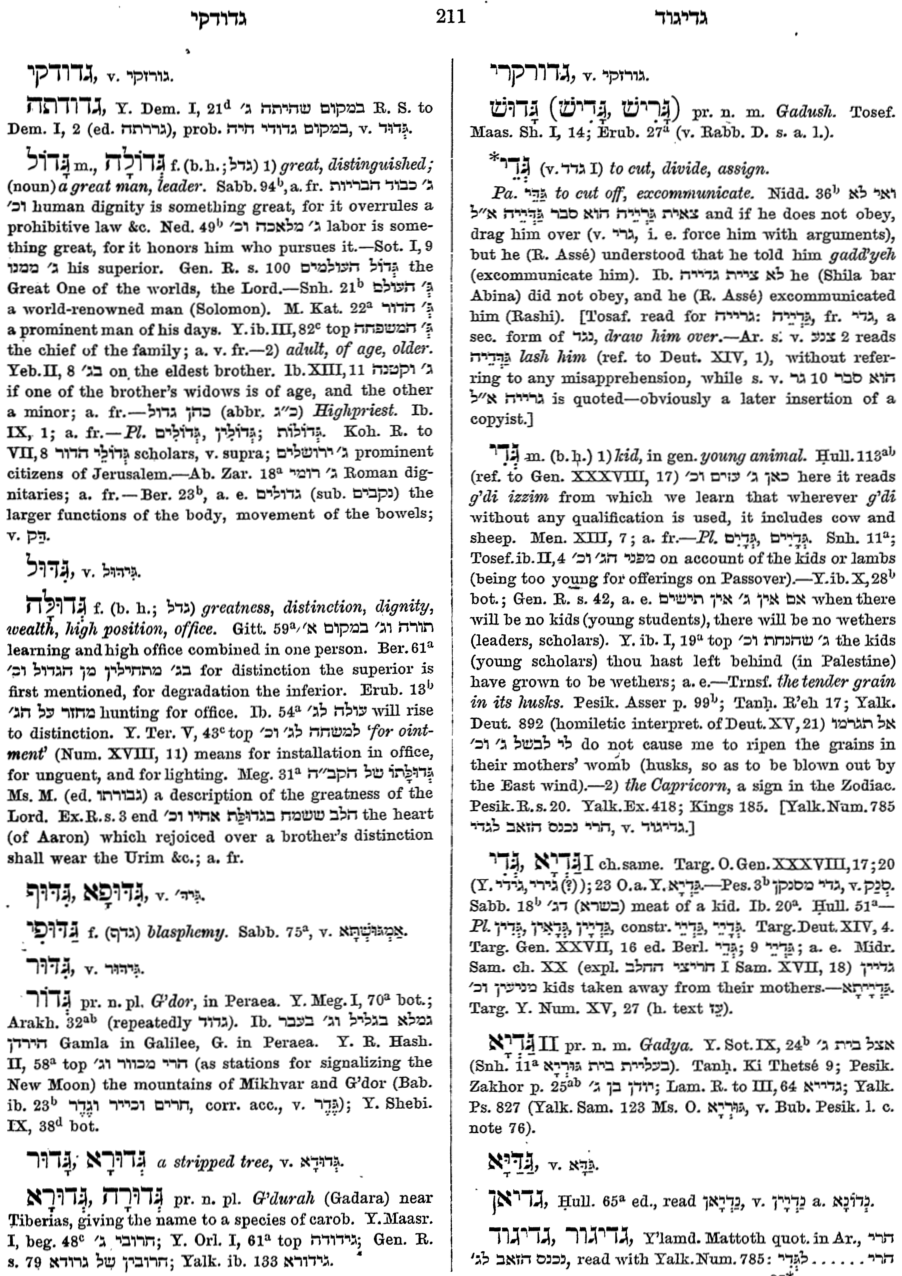 גדודקי
211
גדיגוד
גדודקי, v. גורזקי.
גדודתה, Y. Dem. I, 21d במקום שהיתה ג׳ R. S. to
Dem. I, 2 (ed. גרורתה), prob. במקום גדודי חיה, v. גְּדוּד.
גָּדוֹל m., גְּדוֹלָה f. (b. h.; גדל) 1) great, distinguished;
(noun) a great man, leader. Sabb. 94b, a. fr. ג׳ כבוד הבריות
וכ׳ human dignity is something great, for it overrules a
prohibitive law &c. Ned. 49b ג׳ מלאכה וכ׳ labor is some-
thing great, for it honors him who pursues it.—Sot. I, 9
ג׳ ממנו his superior. Gen. R. s. 100 גְּדוֹל העולמים the
Great One of the worlds, the Lord.—Snh. 21b גְּ׳ העולם
a world-renowned man (Solomon). M. Kat. 22a גְּ׳ הדור
a prominent man of his days. Y. ib. III, 82c top גְּ׳ המשפחה
the chief of the family; a. v. fr.—2) adult, of age, older.
Yeb. II, 8 בג׳ on the eldest brother. Ib. XIII, 11 ג׳ וקטנה
if one of the brother's widows is of age, and the other
a minor; a. fr.—כהן גדול (abbr. כ״ג) Highpriest. Ib.
IX, 1; a. fr.—Pl. גְּדוֹלִים, גְּדוֹלִין; גְּדוֹלוֹת. Koh. R. to
VII, 8 גְּדוֹלֵי הדור scholars, v. supra; ג׳ ירושלים prominent
citizens of Jerusalem.—Ab. Zar. 18a ג׳ רומי Roman dig-
nitaries; a. fr.—Ber. 23b, a. e. גדולים (sub. נקבים) the
larger functions of the body, movement of the bowels;
v. דַּק.
גִּדּוּל, v. גִּידּוּל.
גְּדוּלָּה f. (b. h.; גדל) greatness, distinction, dignity,
wealth, high position, office. Gitt. 59a תורה וג׳ במקום א׳
learning and high office combined in one person. Ber. 61a
בג׳ מתחילין מן הגדול וכ׳ for distinction the superior is
first mentioned, for degradation the inferior. Erub. 13b
מחזר על הג׳ hunting for office. Ib. 54a עולה לג׳ will rise
to distinction. Y. Ter. V, 43c top למשחה לג׳ וכ׳ 'for oint-
ment' (Num. XVIII, 11) means for installation in office,
for unguent, and for lighting. Meg. 31a גְּדוּלָּתוֹ של הקב״ה
Ms. M. (ed. גבורתו) a description of the greatness of the
Lord. Ex. R. s. 3 end הלב ששמח בגדולת אחיו וכ׳ the heart
(of Aaron) which rejoiced over a brother's distinction
shall wear the Urim &c.; a. fr.
גִּדּוּפָא, גִּדּוּף, v. גִּידּ׳.
גַּדּוּפִי f. (גדף) blasphemy. Sabb. 75a, v. אַמְגּוּשְׁתָּא.
גִּדּוּר, v. גִּידּוּר.
גְּדוֹר pr. n. pl. G'dor, in Peraea. Y. Meg. I, 70a bot.;
Arakh. 32ab (repeatedly גדוד). Ib. גמלא בגליל וג׳ בעבר
הירדן Gamla in Galilee, G. in Peraea. Y. R. Hash.
II, 58a top הרי מכוור וג׳ (as stations for signalizing the
New Moon) the mountains of Mikhvar and G'dor (Bab.
ib. 23b חרים וכייר וגֶדֶר, corr. acc., v. גֶּדֶר); Y. Shebi.
IX, 38d bot.
גְּדוּרָא, גָּדוּר a stripped tree, v. גְּדוּדָא.
גְּדוּרָה, גְּדוּרָא pr. n. pl. G'durah (Gadara) near
Tiberias, giving the name to a species of carob. Y. Maasr.
I, beg. 48c חרובי ג׳; Y. Orl. I, 61a top גידודה; Gen. R.
s. 79 חרובין של גרודא; Yalk. ib. 133 גידורא.
גדורקרי, v. גורזקי.
גָּדוּשׁ (גָּדִישׁ, גָּרִישׁ) pr. n. m. Gadush. Tosef.
Maas. Sh. I, 14; Erub. 27a (v. Rabb. D. s. a. l.).
*גְּדֵי (v. גדד I) to cut, divide, assign.
Pa. גַּדֵּי to cut off, excommunicate. Nidd. 36b ואי לא
צאית גרייה הוא סבר גַּדְּיֵיה א״ל and if he does not obey,
drag him over (v. גרי, i. e. force him with arguments),
but he (R. Assé) understood that he told him gadd'yeh
(excommunicate him). Ib. לא ציית גדייה he (Shila bar
Abina) did not obey, and he (R. Assé) excommunicated
him (Rashi). [Tosaf. read for גרייה: גַּדְיֵיה, fr. גדי, a
sec. form of נגד, draw him over.—Ar. s. v. צנע 2 reads
גְּדְּיה lash him (ref. to Deut. XIV, 1), without refer-
ring to any misapprehension, while s. v. גר 10 הוא סבר
גרייה א״ל is quoted—obviously a later insertion of a
copyist.]
גְּדִי m. (b. h.) 1) kid, in gen. young animal. Ḥull. 113ab
(ref. to Gen. XXXVIII, 17) כאן ג׳ עזים וכ׳ here it reads
g'di izzim from which we learn that wherever g'di
without any qualification is used, it includes cow and
sheep. Men. XIII, 7; a. fr.—Pl. גְּדָיִים, גְּדָיִם. Snh. 11a;
Tosef. ib. II, 4 מפני הג׳ וכ׳ on account of the kids or lambs
(being too young for offerings on Passover).—Y. ib. X, 28b
bot.; Gen. R. s. 42, a. e. אם אין ג׳ אין תישים when there
will be no kids (young students), there will be no wethers
(leaders, scholars). Y. ib. I, 19a top ג׳ שהנחת וכ׳ the kids
(young scholars) thou hast left behind (in Palestine)
have grown to be wethers; a. e.—Trnsf. the tender grain
in its husks. Pesik. Asser p. 99b; Tanḥ. R'eh 17; Yalk.
Deut. 892 (homiletic interpret. of Deut. XV, 21) אל תגרמו
לי לבשל ג׳ וכ׳ do not cause me to ripen the grains in
their mothers' womb (husks, so as to be blown out by
the East wind).—2) the Capricorn, a sign in the Zodiac.
Pesik. R. s. 20. Yalk. Ex. 418; Kings 185. [Yalk. Num. 785
הרי נכנס הזאב לגדי, v. גדיגוד.]
גַּדְיָא, גְּדִי I ch. same. Targ. O. Gen. XXXVIII, 17; 20
(Y. גירי, גידי (?)); 23 O. a. Y. גַּדְיָא.—Pes. 3b גדי מסנקן, v. סְנַק.
Sabb. 18b דג׳ (בשרא) meat of a kid. Ib. 20a. Ḥull. 51a—
Pl. גְּדַיִין, גְּדָאִין, גַּדְיִין, constr. גַּדְיֵי, גְּדָיֵי. Targ. Deut. XIV, 4.
Targ. Gen. XXVII, 16 ed. Berl. גַּדְיֵי; 9 גַּדְיֵי; a. e. Midr.
Sam. ch. XX (expl. חריצי החלב I Sam. XVII, 18) גדיין
מניעין וכ׳ kids taken away from their mothers.—גַּדְיָיתָא.
Targ. Y. Num. XV, 27 (h. text עז).
גַּדְיָא II pr. n. m. Gadya. Y. Sot. IX, 24b אצל בית ג׳
(Snh. 11a בעליית בית גּוּרְיָא). Tanḥ. Ki Thetsé 9; Pesik.
Zakhor p. 25ab יודן בן ג׳; Lam. R. to III, 64 גדייא; Yalk.
Ps. 827 (Yalk. Sam. 123 Ms. O. גּוּרְיָא, v. Bub. Pesik. l. c.
note 76).
גַּדַּיָּא, v. גַּדָּא.
גדיאן, Ḥull. 65a ed., read נַדְיָאן, v. נַדְיָין a. נְדוּנָא.
גדיגוד, גדיגור, Y'lamd. Mattoth quot. in Ar., הרי
נכנס הזאב לג׳, read with Yalk. Num. 785: הרי ...... לגְּדִי